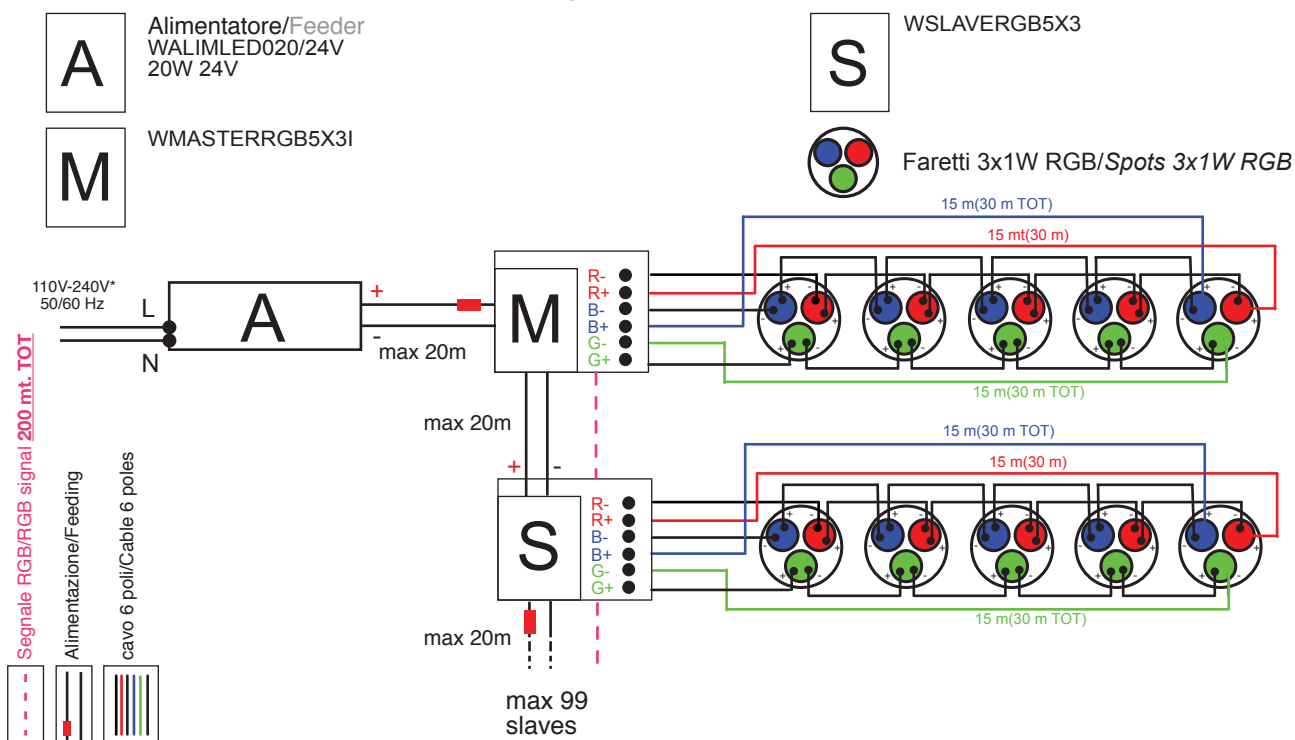 A
Alimentatore/Feeder
WALIMLED020/24V
20W 24V
M
WMASTERRGB5X3I
S
WSLAVERGB5X3
Faretti 3x1W RGB/Spots 3x1W RGB
15 m(30 m TOT)
15 mt(30 m)
110V-240V*
50/60 Hz
L
N
A
+
-
max 20m
M
R-
R+
B-
B+
G-
G+
15 m(30 m TOT)
max 20m
+ -
15 m(30 m TOT)
15 m(30 m)
S
R-
R+
B-
B+
G-
G+
15 m(30 m TOT)
max 20m
max 99
slaves
Segnale RGB/RGB signal 200 mt. TOT
Alimentazione/Feeding
cavo 6 poli/Cable 6 poles